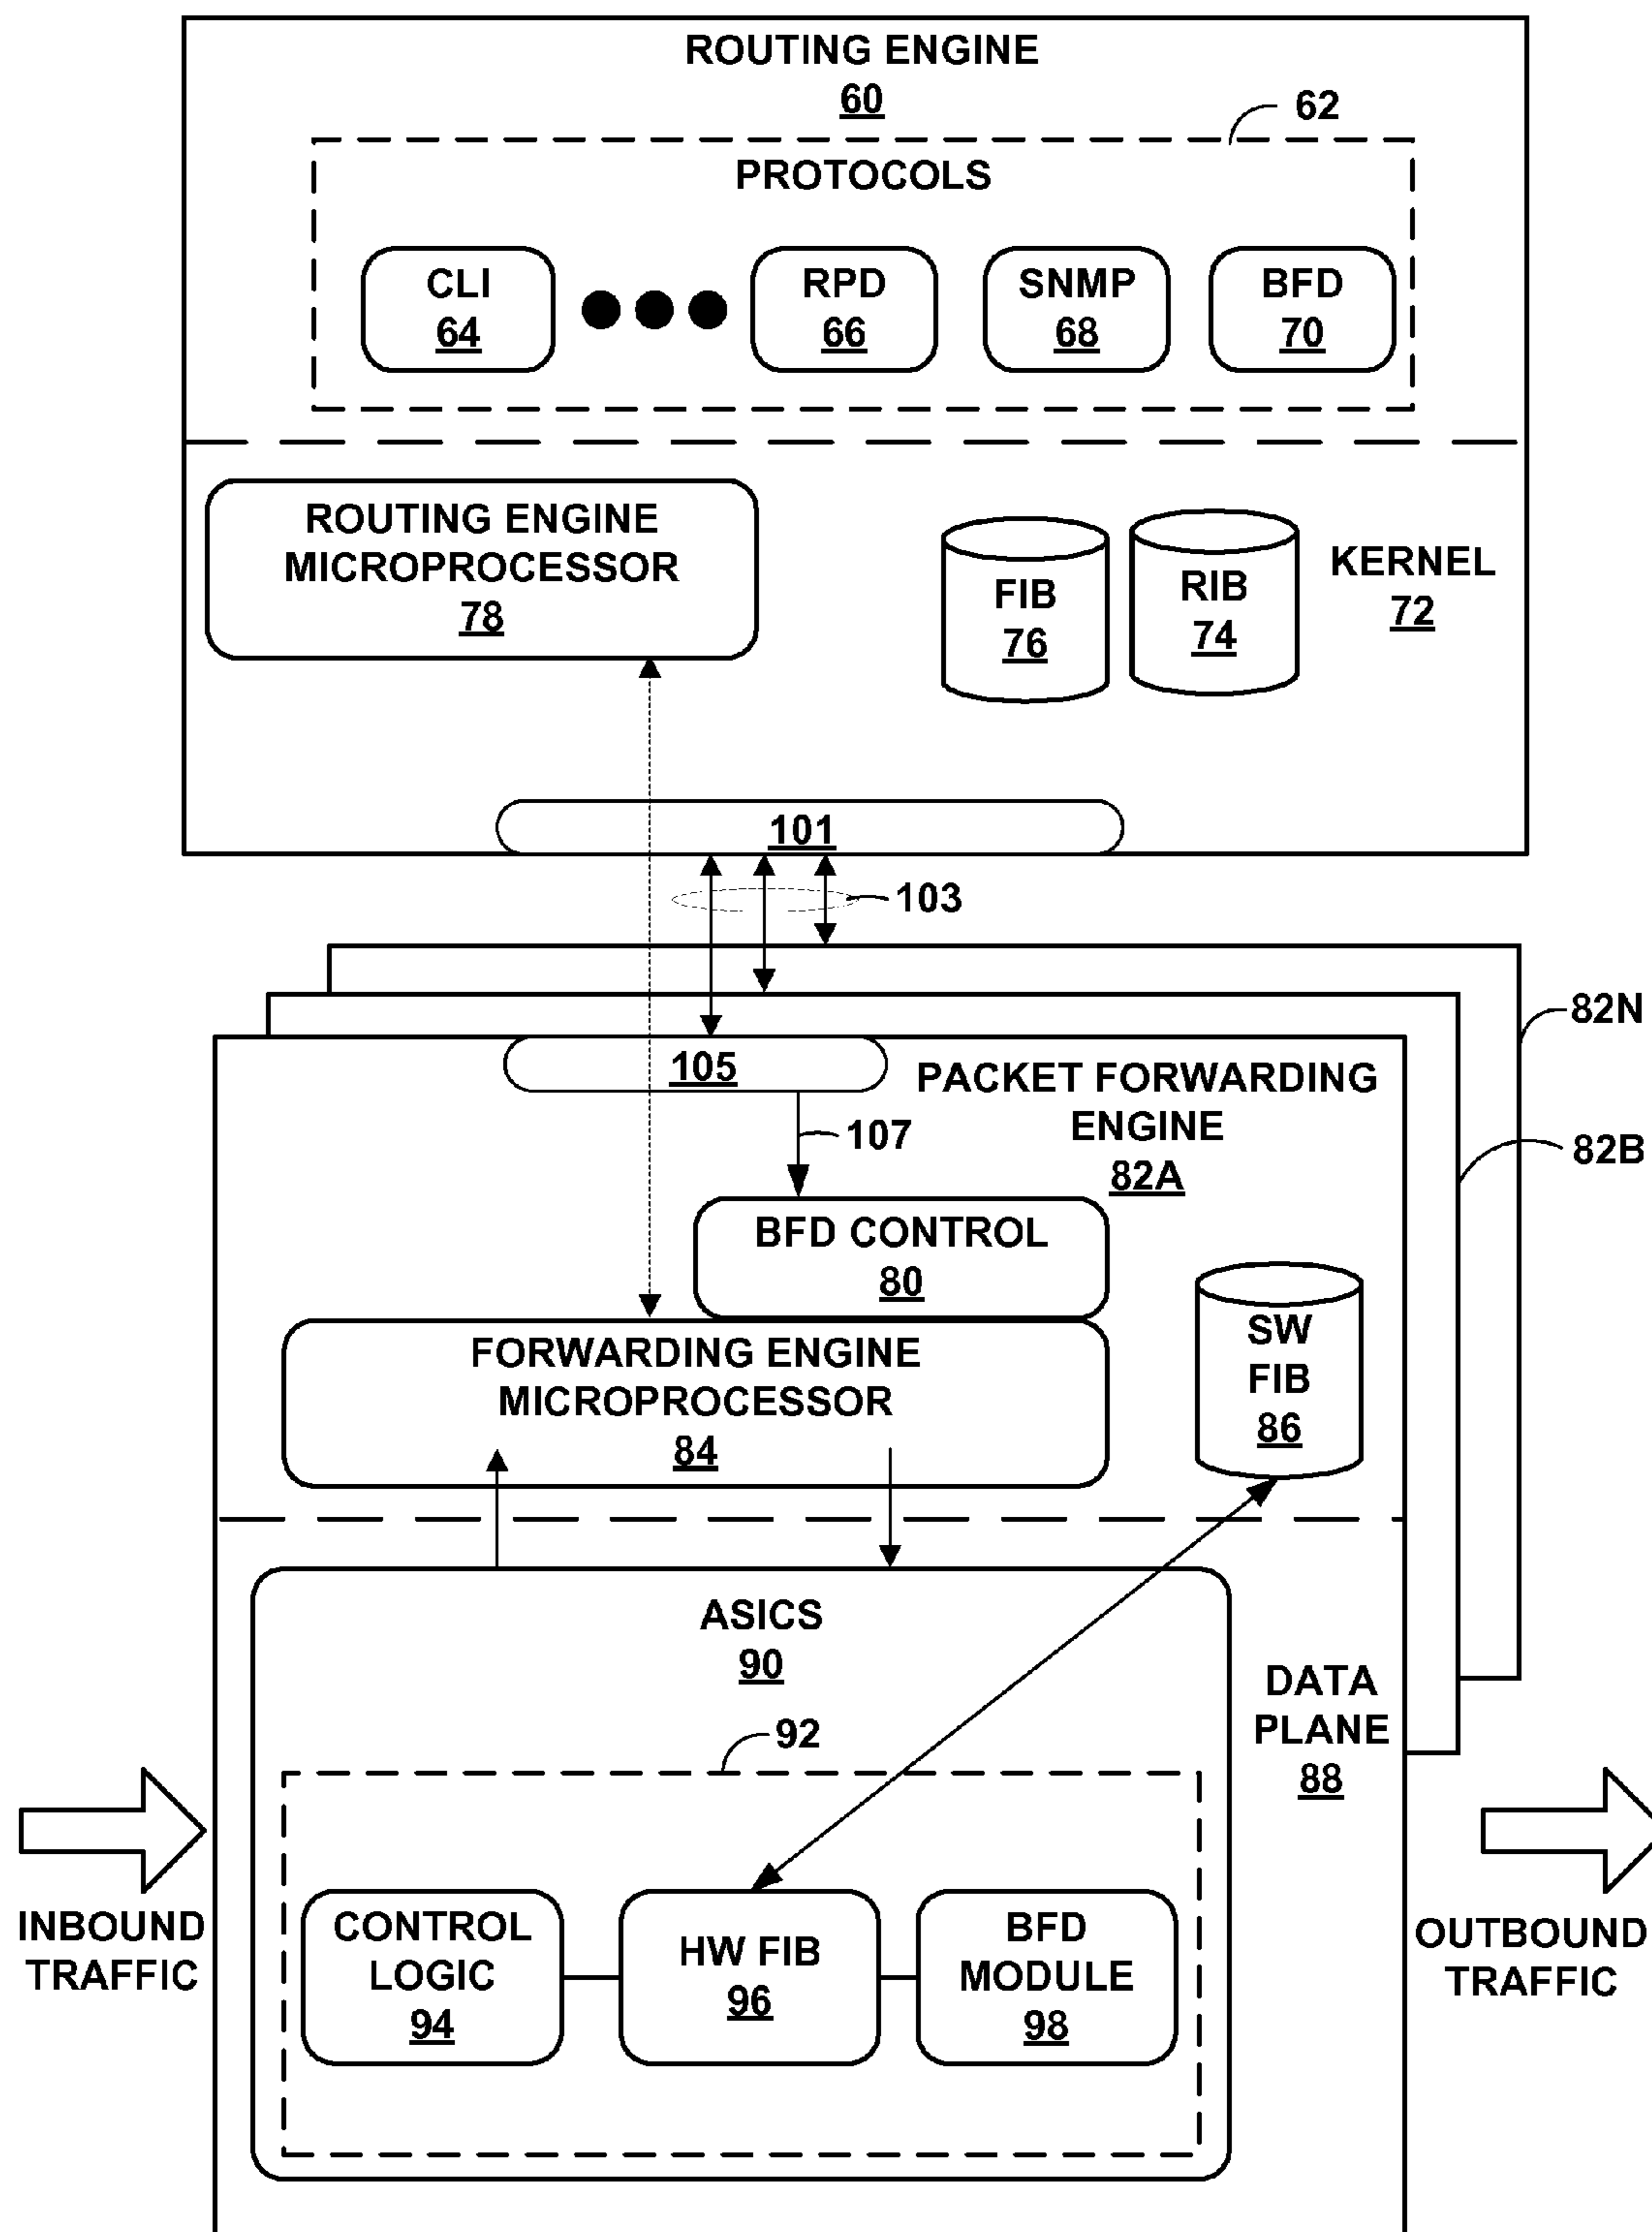 ROUTING ENGINE
60
62
PROTOCOLS
CLI
64
RPD
66
SNMP
68
BFD
70
ROUTING ENGINE
MICROPROCESSOR
78
FIB
76
RIB
74
KERNEL
72
101
103
82N
105
PACKET FORWARDING
ENGINE
82A
107
82B
BFD CONTROL
80
FORWARDING ENGINE
MICROPROCESSOR
84
SW
FIB
86
ASICS
90
DATA
PLANE
88
92
INBOUND
TRAFFIC
CONTROL
LOGIC
94
HW FIB
96
BFD
MODULE
98
OUTBOUND
TRAFFIC